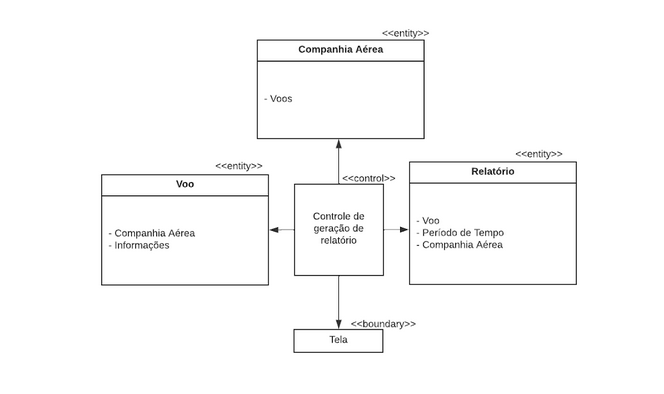 <<entity>>
Companhia Aérea
- Voos
<<entity>>
Voo
- Companhia Aérea
- Informações
<<control>>
Controle de
geração de
relatório
<<entity>>
Relatório
- Voo
- Período de Tempo
- Companhia Aérea
<<boundary>>
Tela